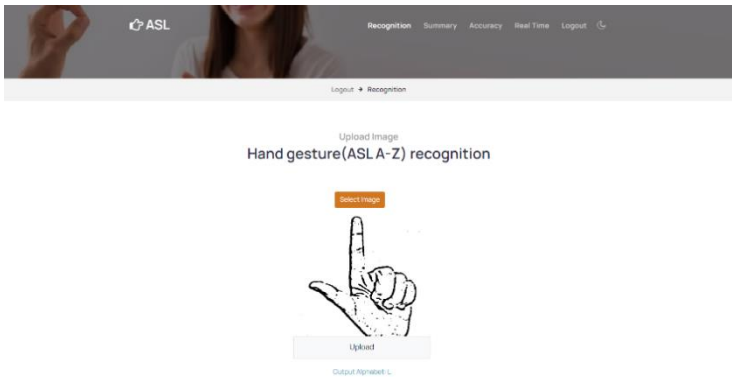 ASL
Recognition Summary Accuracy Real Time Logout
Logout → Recognition
Upload Image
Hand gesture(ASL A-Z) recognition
Select Image
Upload
Output Alphabet: L